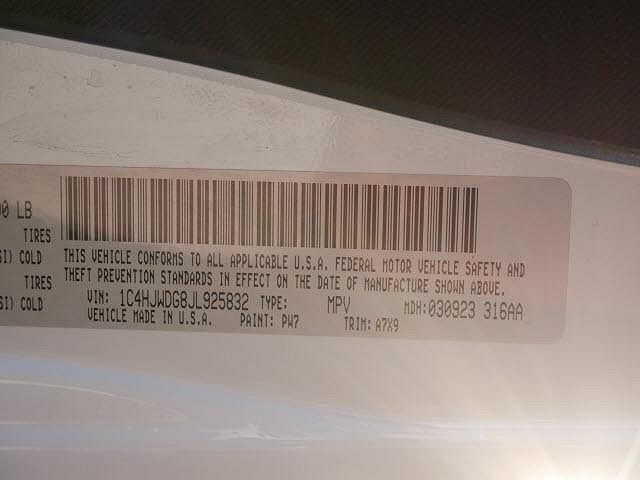 00 LB
TIRES
SI) COLD
TIRES
SI) COLD
THIS VEHICLE CONFORMS TO ALL APPLICABLE U.S.A. FEDERAL MOTOR VEHICLE SAFETY AND
THEFT PREVENTION STANDARDS IN EFFECT ON THE DATE OF MANUFACTURE SHOWN ABOVE.
VIN: 1C4HJWDG8JL925832 TYPE: MPV MDH:030923 316AA
VEHICLE MADE IN U.S.A. PAINT: PW7 TRIM: A7X9